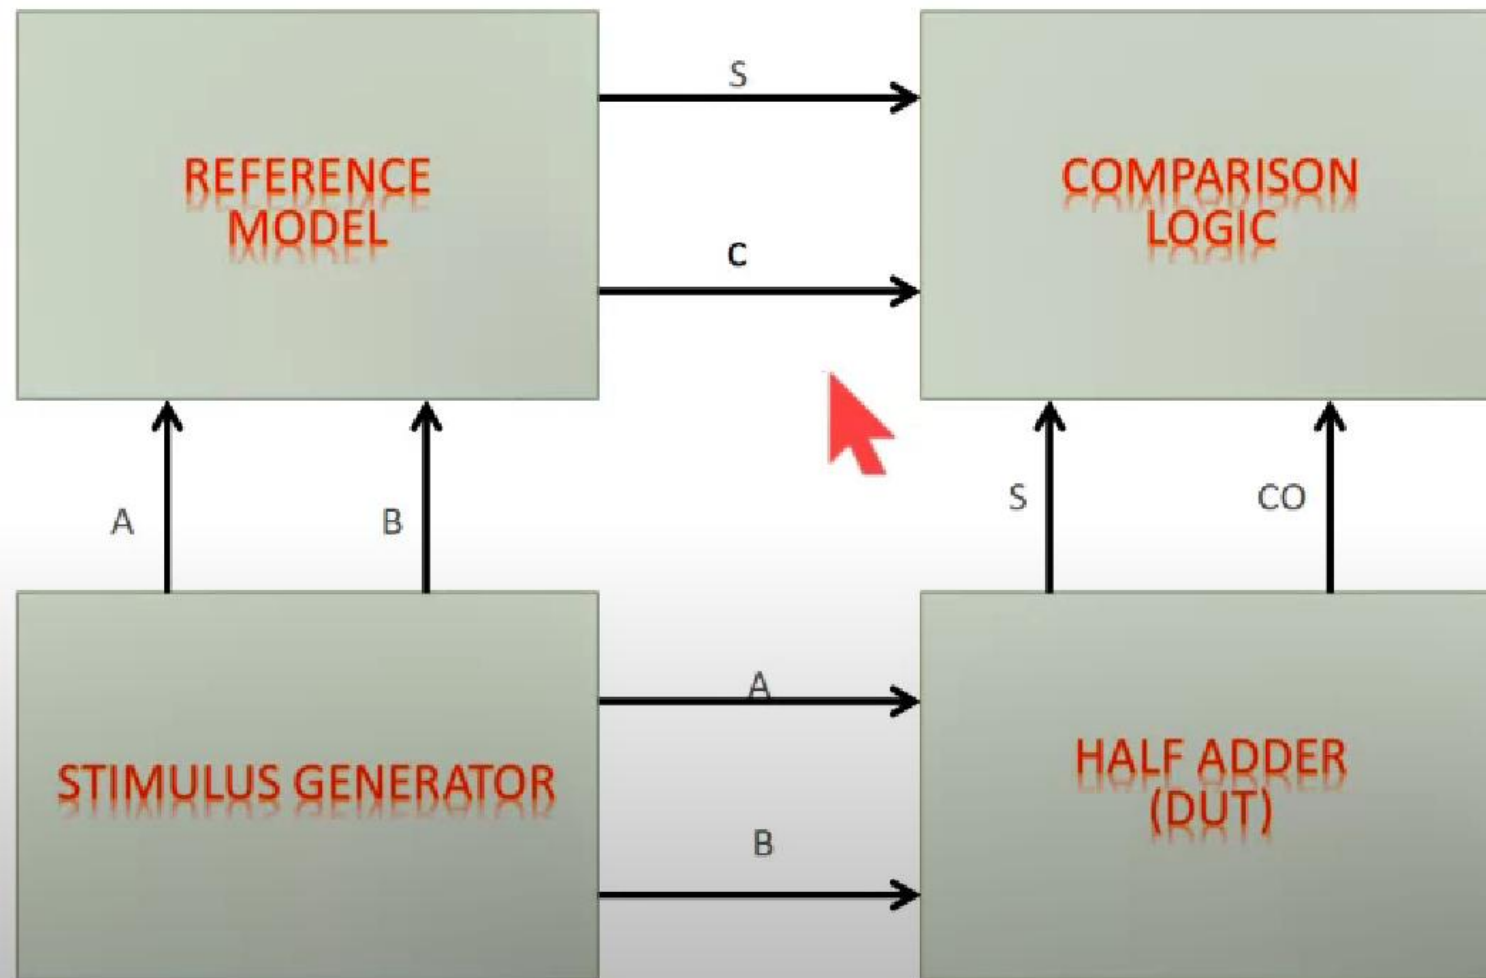 S
REFERENCE
MODEL
COMPARISON
LOGIC
C
A
B
S
CO
STIMULUS GENERATOR
A
B
HALF ADDER
(DUT)